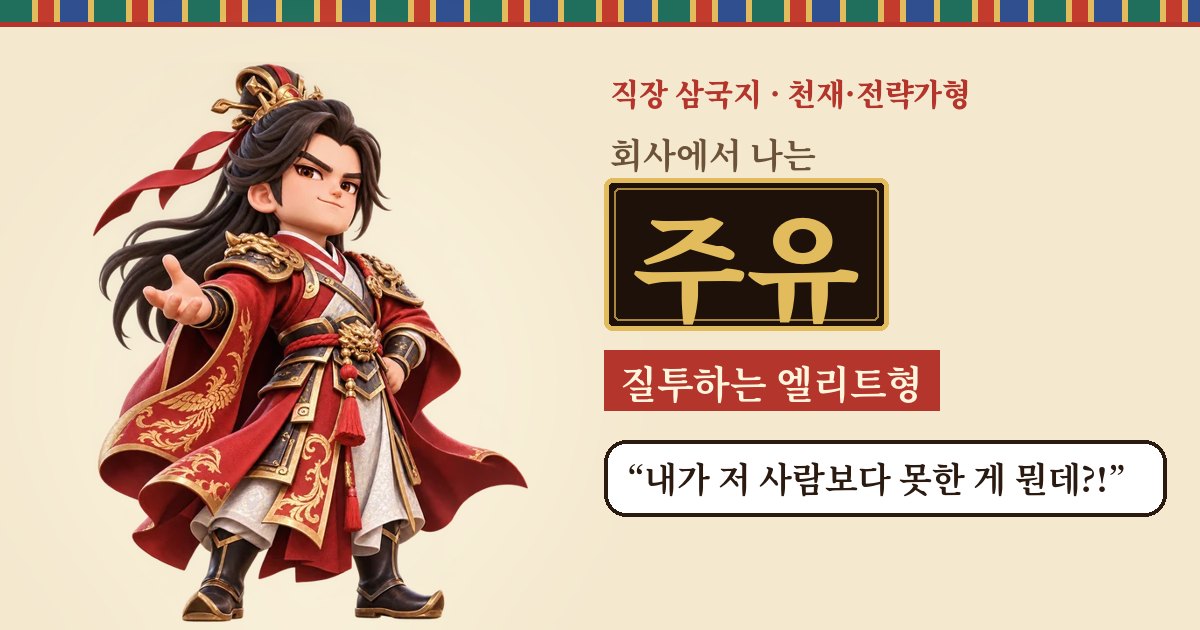 직장 삼국지 · 천재·전략가형
회사에서 나는
주유
질투하는 엘리트형
“내가 저 사람보다 못한 게 뭔데?!”